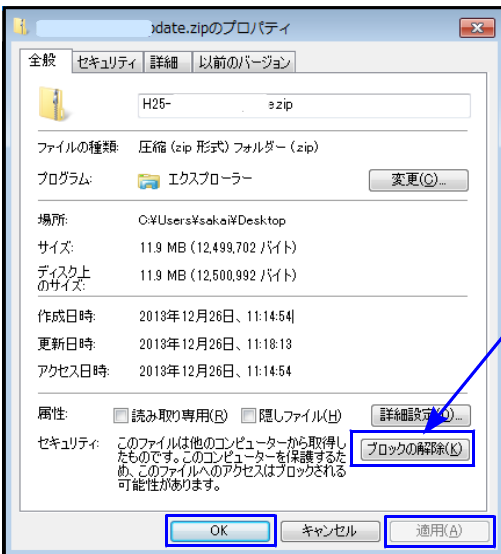 pdate.zipのプロパティ
全般 セキュリティ 詳細 以前のバージョン
H25- e.zip
ファイルの種類: 圧縮 (zip 形式) フォルダー (.zip)
プログラム: エクスプローラー 変更(C)...
場所: C:¥Users¥sakai¥Desktop
サイズ: 11.9 MB (12,499,702 バイト)
ディスク上
のサイズ: 11.9 MB (12,500,992 バイト)
作成日時: 2013年12月26日、11:14:54
更新日時: 2013年12月26日、11:18:13
アクセス日時: 2013年12月26日、11:14:54
属性: 読み取り専用(R) 隠しファイル(H) 詳細設定(D)...
セキュリティ: このファイルは他のコンピューターから取得し
たものです。このコンピューターを保護するた
め、このファイルへのアクセスはブロックされる
可能性があります。
ブロックの解除(K)
OK キャンセル 適用(A)